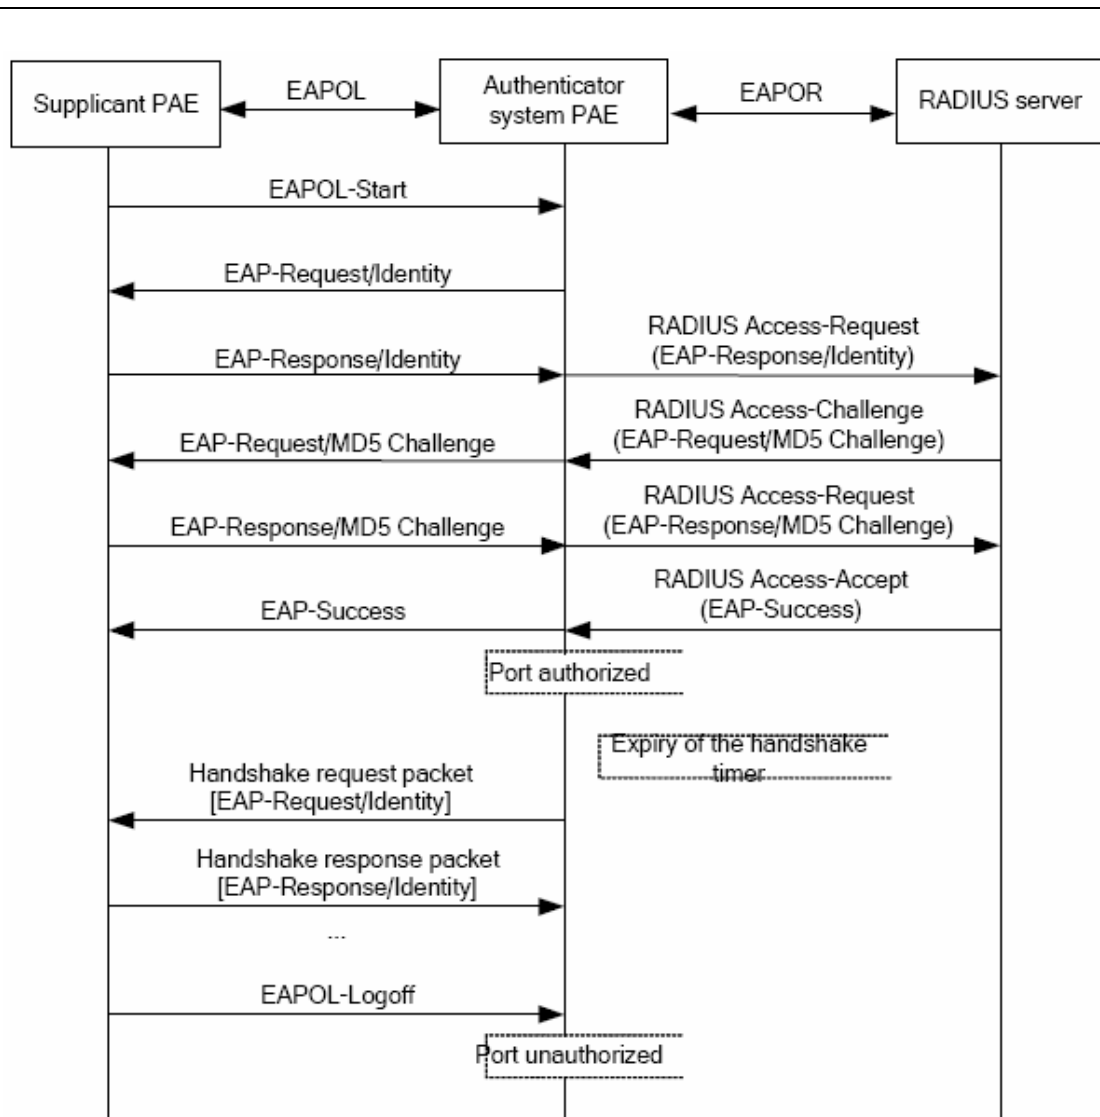 Supplicant PAE
EAPOL
Authenticator
system PAE
EAPOR
RADIUS server
EAPOL-Start
EAP-Request/Identity
EAP-Response/Identity
RADIUS Access-Request
(EAP-Response/Identity)
EAP-Request/MD5 Challenge
RADIUS Access-Challenge
(EAP-Request/MD5 Challenge)
EAP-Response/MD5 Challenge
RADIUS Access-Request
(EAP-Response/MD5 Challenge)
EAP-Success
RADIUS Access-Accept
(EAP-Success)
Port authorized
Expiry of the handshake
timer
Handshake request packet
[EAP-Request/Identity]
Handshake response packet
[EAP-Response/Identity]
...
EAPOL-Logoff
Port unauthorized